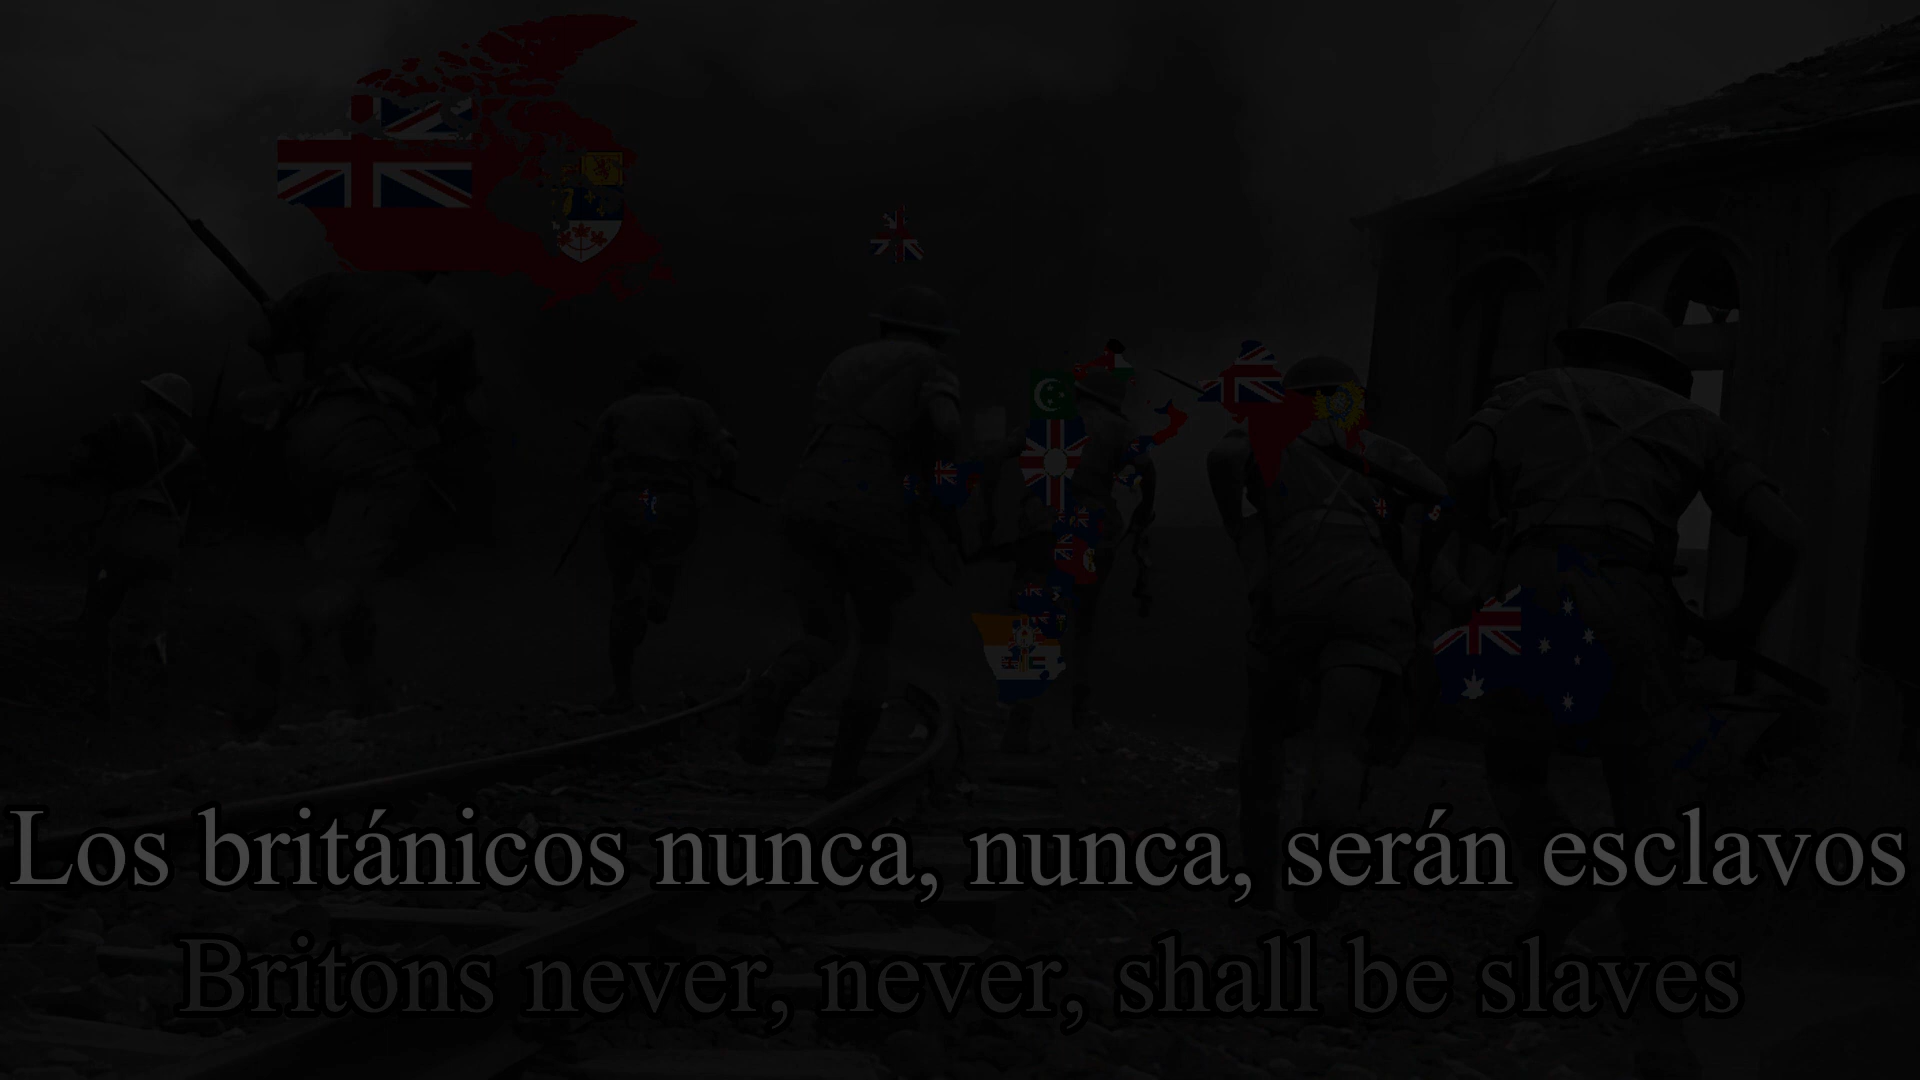 Los británicos nunca, nunca, serán esclavos
Britons never, never, shall be slaves